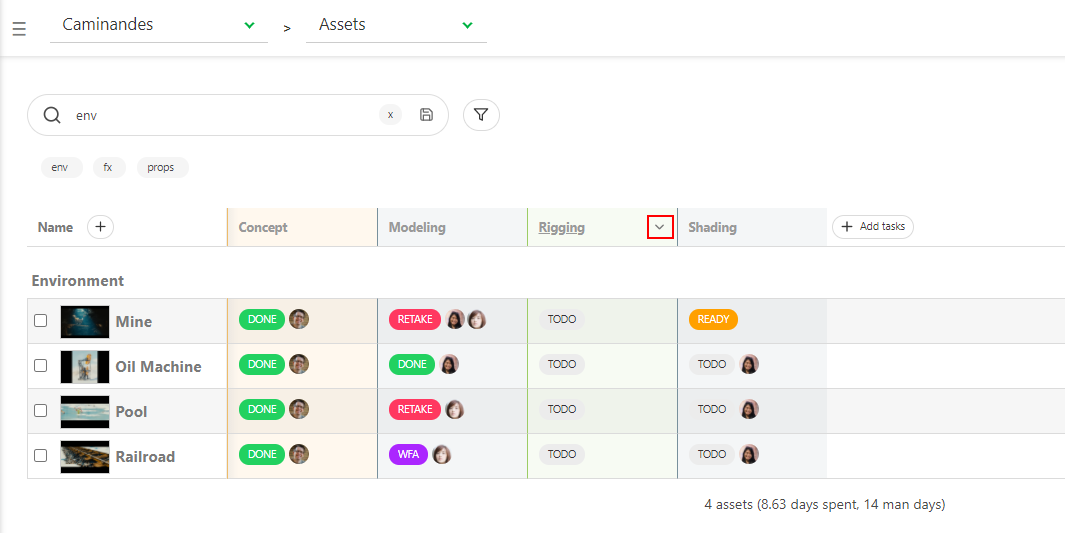 Caminandes > Assets
env x
env fx props
Name Concept Modeling Rigging Shading Add tasks
Environment
Mine DONE RETAKE TODO READY
Oil Machine DONE DONE TODO TODO
Pool DONE RETAKE TODO TODO
Railroad DONE WFA TODO TODO
4 assets (8.63 days spent, 14 man days)